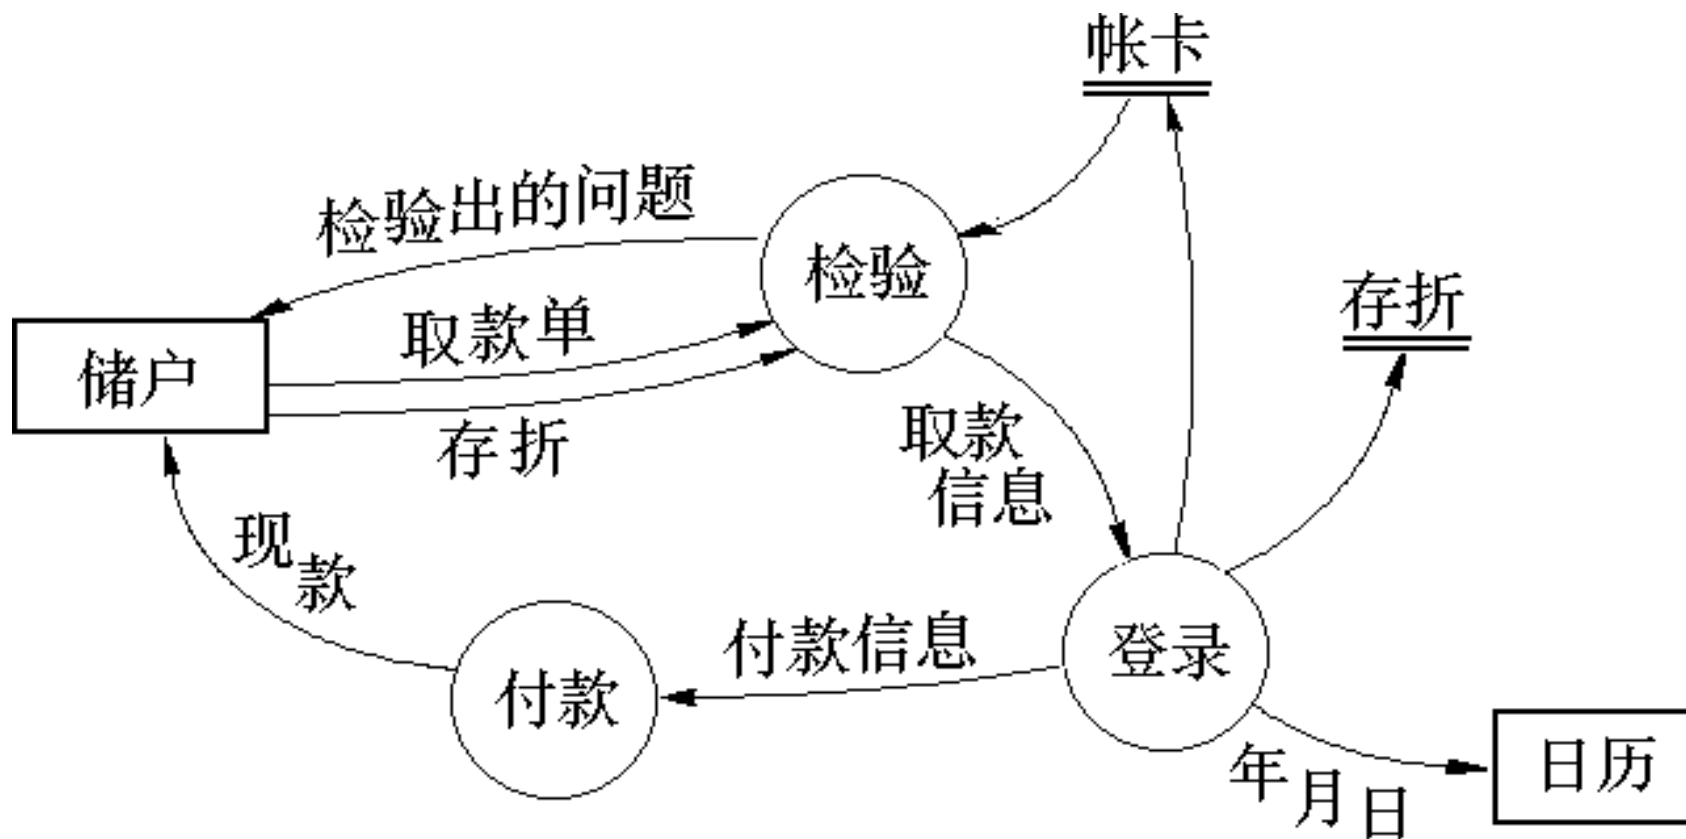 帐卡
检验出的问题
检验
存折
取款单
储户
存折
取款
信息
现款
付款信息
登录
付款
年月日
日历